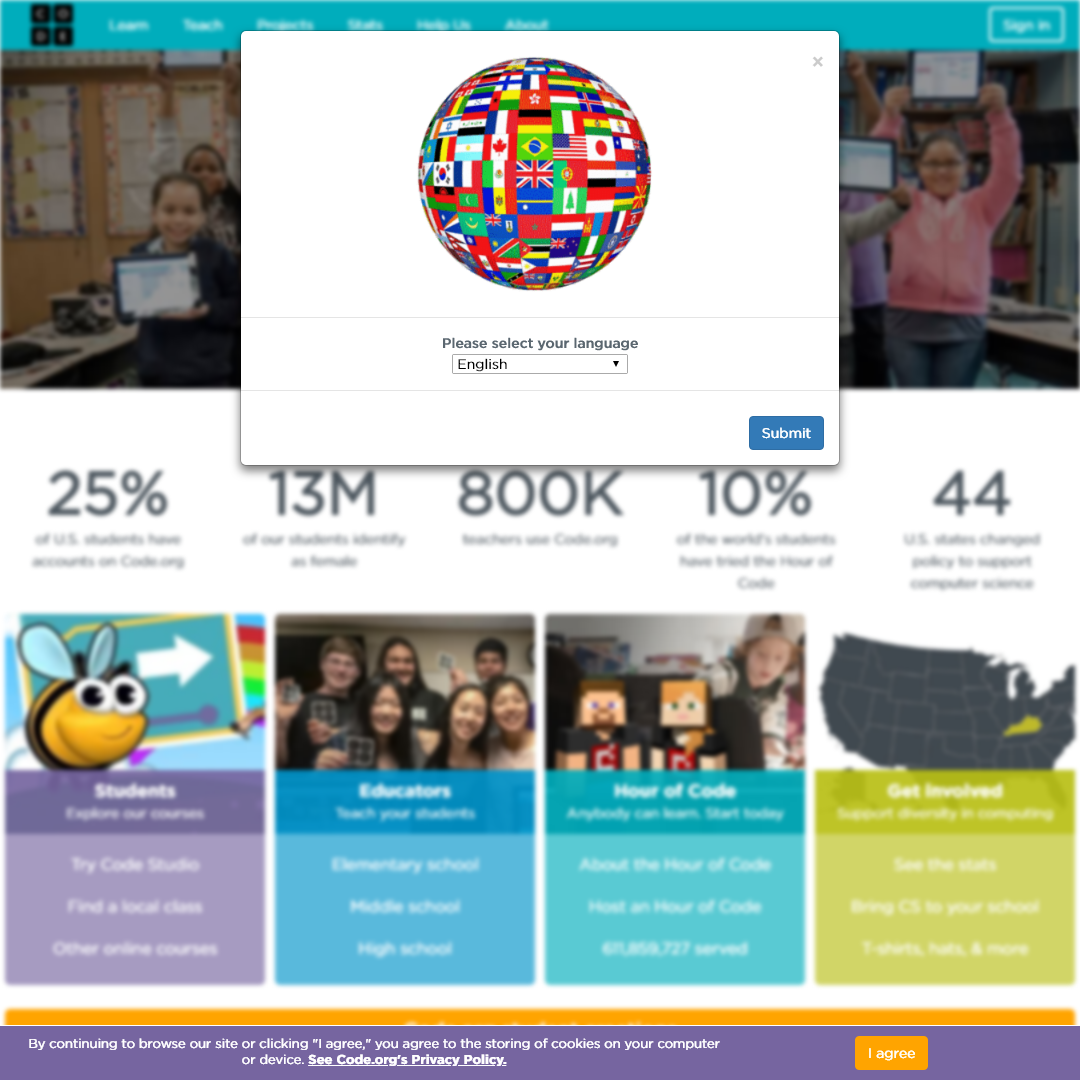 C O
D E
Learn Teach Projects Stats Help Us About
Sign in
×
Please select your language
English
Submit
25%
of U.S. students have
accounts on Code.org
13M
of our students identify
as female
800K
teachers use Code.org
10%
of the world's students
have tried the Hour of
Code
44
U.S. states changed
policy to support
computer science
Students
Explore our courses
Try Code Studio
Find a local class
Other online courses
Educators
Teach your students
Elementary school
Middle school
High school
Hour of Code
Anybody can learn. Start today
About the Hour of Code
Host an Hour of Code
611,859,727 served
Get Involved
Support diversity in computing
See the stats
Bring CS to your school
T-shirts, hats, & more
By continuing to browse our site or clicking "I agree," you agree to the storing of cookies on your computer
or device. See Code.org's Privacy Policy.
I agree